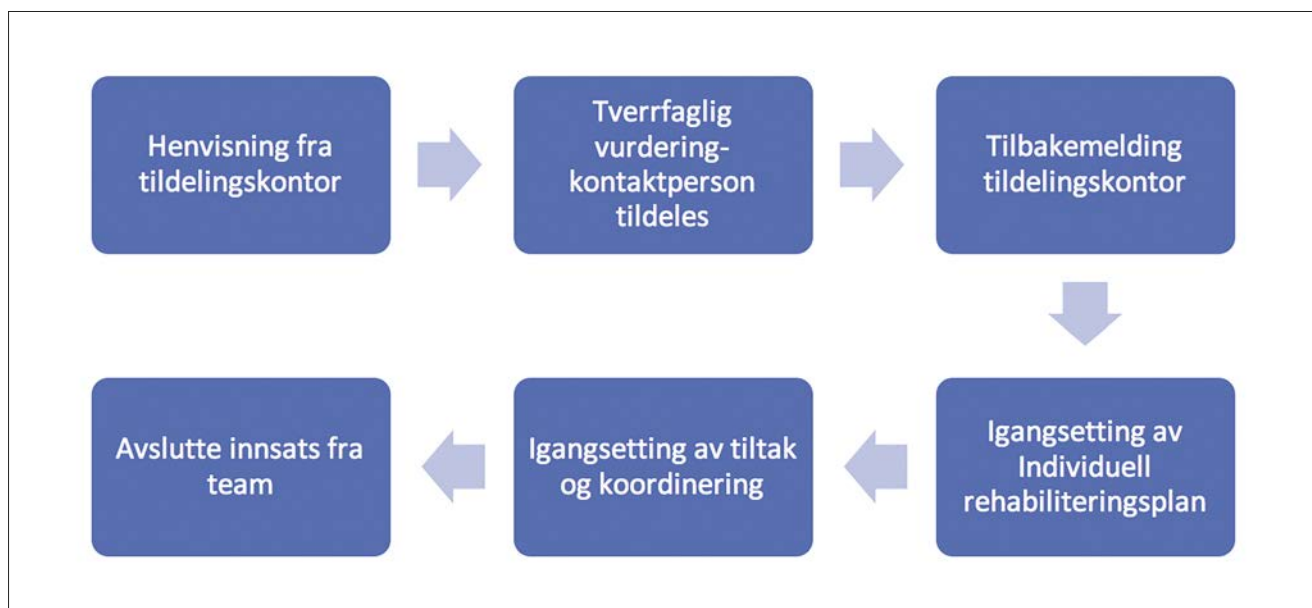 Henvisning fra
tildelingskontor
Tverrfaglig
vurdering-
kontaktperson
tildeles
Tilbakemelding
tildelingskontor
Igangsetting av
Individuell
rehabiliteringsplan
Igangsetting av tiltak
og koordinering
Avslutte innsats fra
team